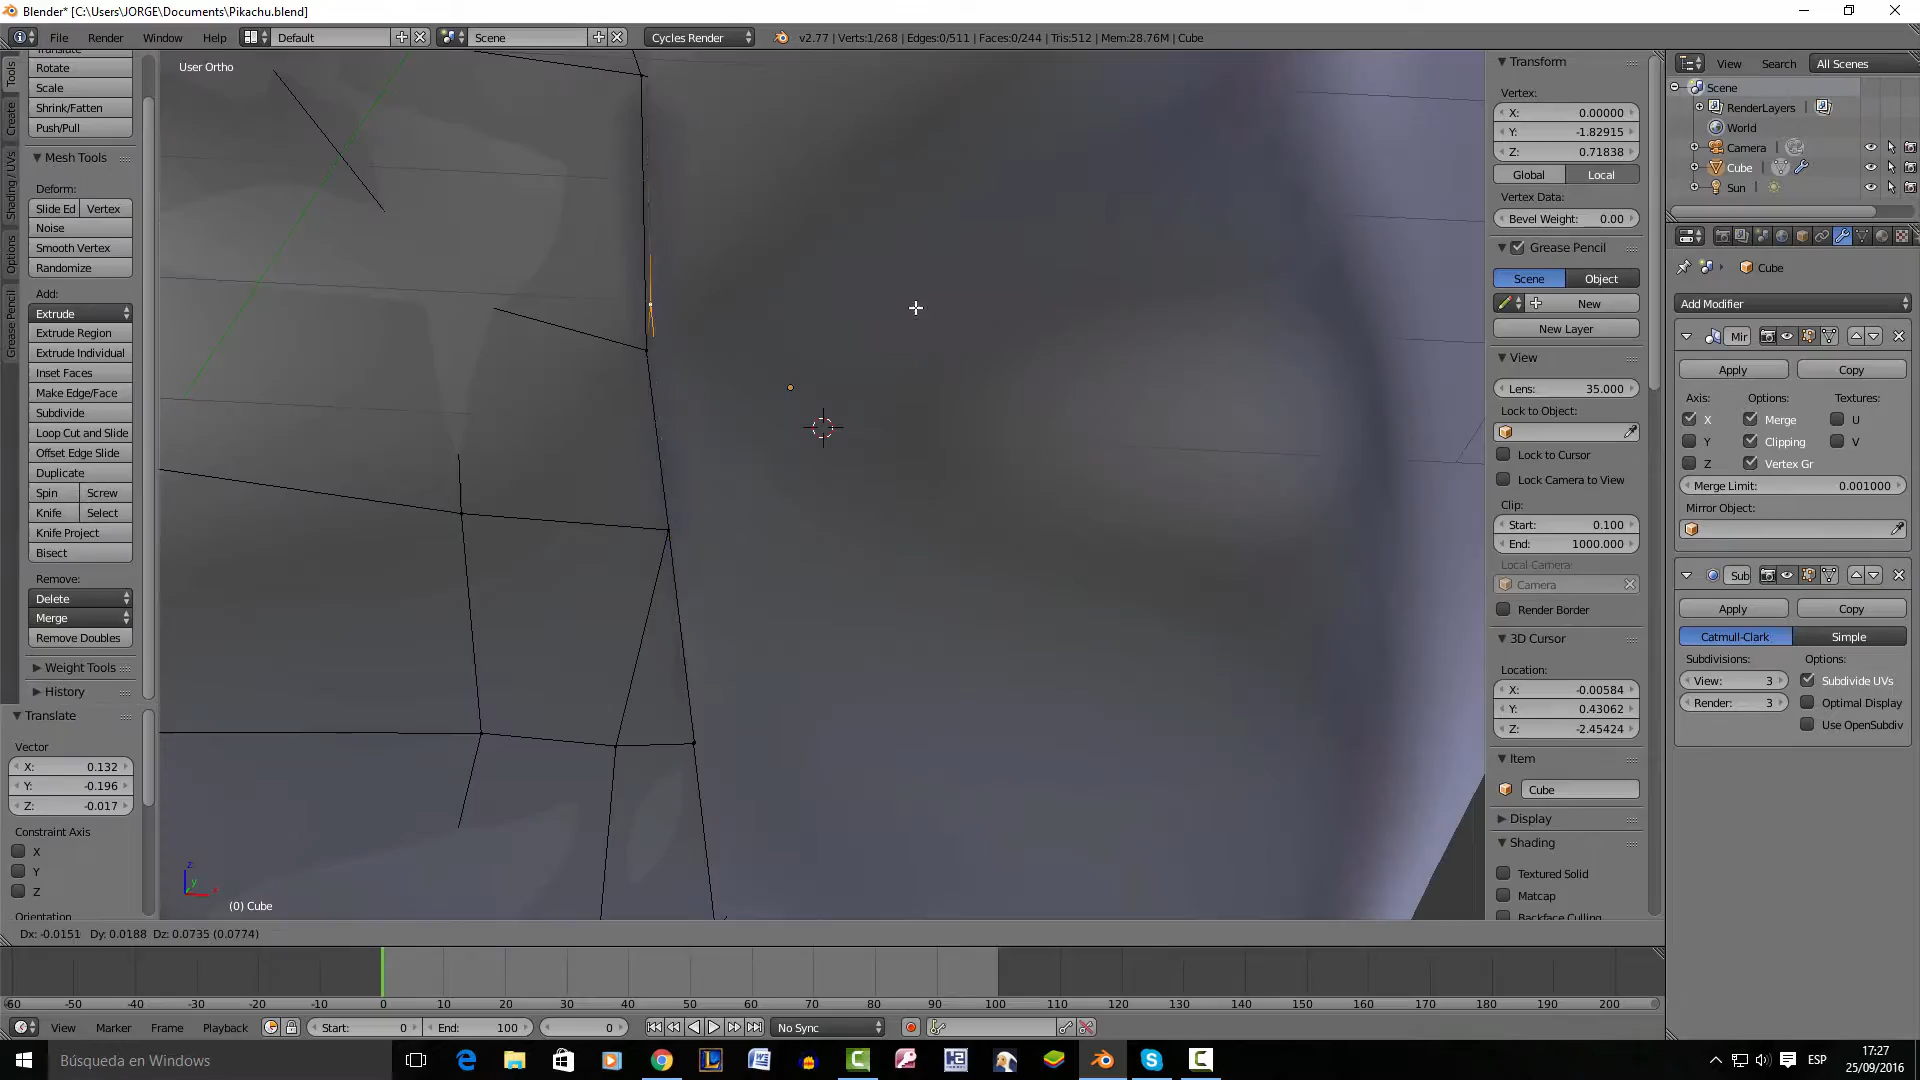 Blender* [C:\Users\JORGE\Documents\Pikachu.blend]
File Render Window Help Default Scene Cycles Render v2.77 | Verts:1/268 | Edges:0/511 | Faces:0/244 | Tris:512 | Mem:28.76M | Cube
Tools
Create
Shading / UVs
Options
Grease Pencil
Translate
Rotate
Scale
Shrink/Fatten
Push/Pull
Mesh Tools
Deform:
Slide Ed Vertex
Noise
Smooth Vertex
Randomize
Add:
Extrude
Extrude Region
Extrude Individual
Inset Faces
Make Edge/Face
Subdivide
Loop Cut and Slide
Offset Edge Slide
Duplicate
Spin Screw
Knife Select
Knife Project
Bisect
Remove:
Delete
Merge
Remove Doubles
Weight Tools
History
Translate
Vector
X: 0.132
Y: -0.196
Z: -0.017
Constraint Axis
X
Y
Z
Orientation
User Ortho
z
y
x
(0) Cube
Dx: -0.0151 Dy: 0.0188 Dz: 0.0735 (0.0774)
Transform
Vertex:
X: 0.00000
Y: -1.82915
Z: 0.71838
Global Local
Vertex Data:
Bevel Weight: 0.00
Grease Pencil
Scene Object
New
New Layer
View
Lens: 35.000
Lock to Object:
Lock to Cursor
Lock Camera to View
Clip:
Start: 0.100
End: 1000.000
Local Camera:
Camera
Render Border
3D Cursor
Location:
X: -0.00584
Y: 0.43062
Z: -2.45424
Item
Cube
Display
Shading
Textured Solid
Matcap
Backface Culling
View Search All Scenes
Scene
RenderLayers
World
Camera
Cube
Sun
Cube
Add Modifier
Mir
Apply Copy
Axis: Options: Textures:
X Merge U
Y Clipping V
Z Vertex Gr
Merge Limit: 0.001000
Mirror Object:
Sub
Apply Copy
Catmull-Clark Simple
Subdivisions: Options:
View: 3 Subdivide UVs
Render: 3 Optimal Display
Use OpenSubdiv
-60 -50 -40 -30 -20 -10 0 10 20 30 40 50 60 70 80 90 100 110 120 130 140 150 160 170 180 190 200
View Marker Frame Playback Start: 0 End: 100 0 No Sync
Búsqueda en Windows
ESP
17:27
25/09/2016